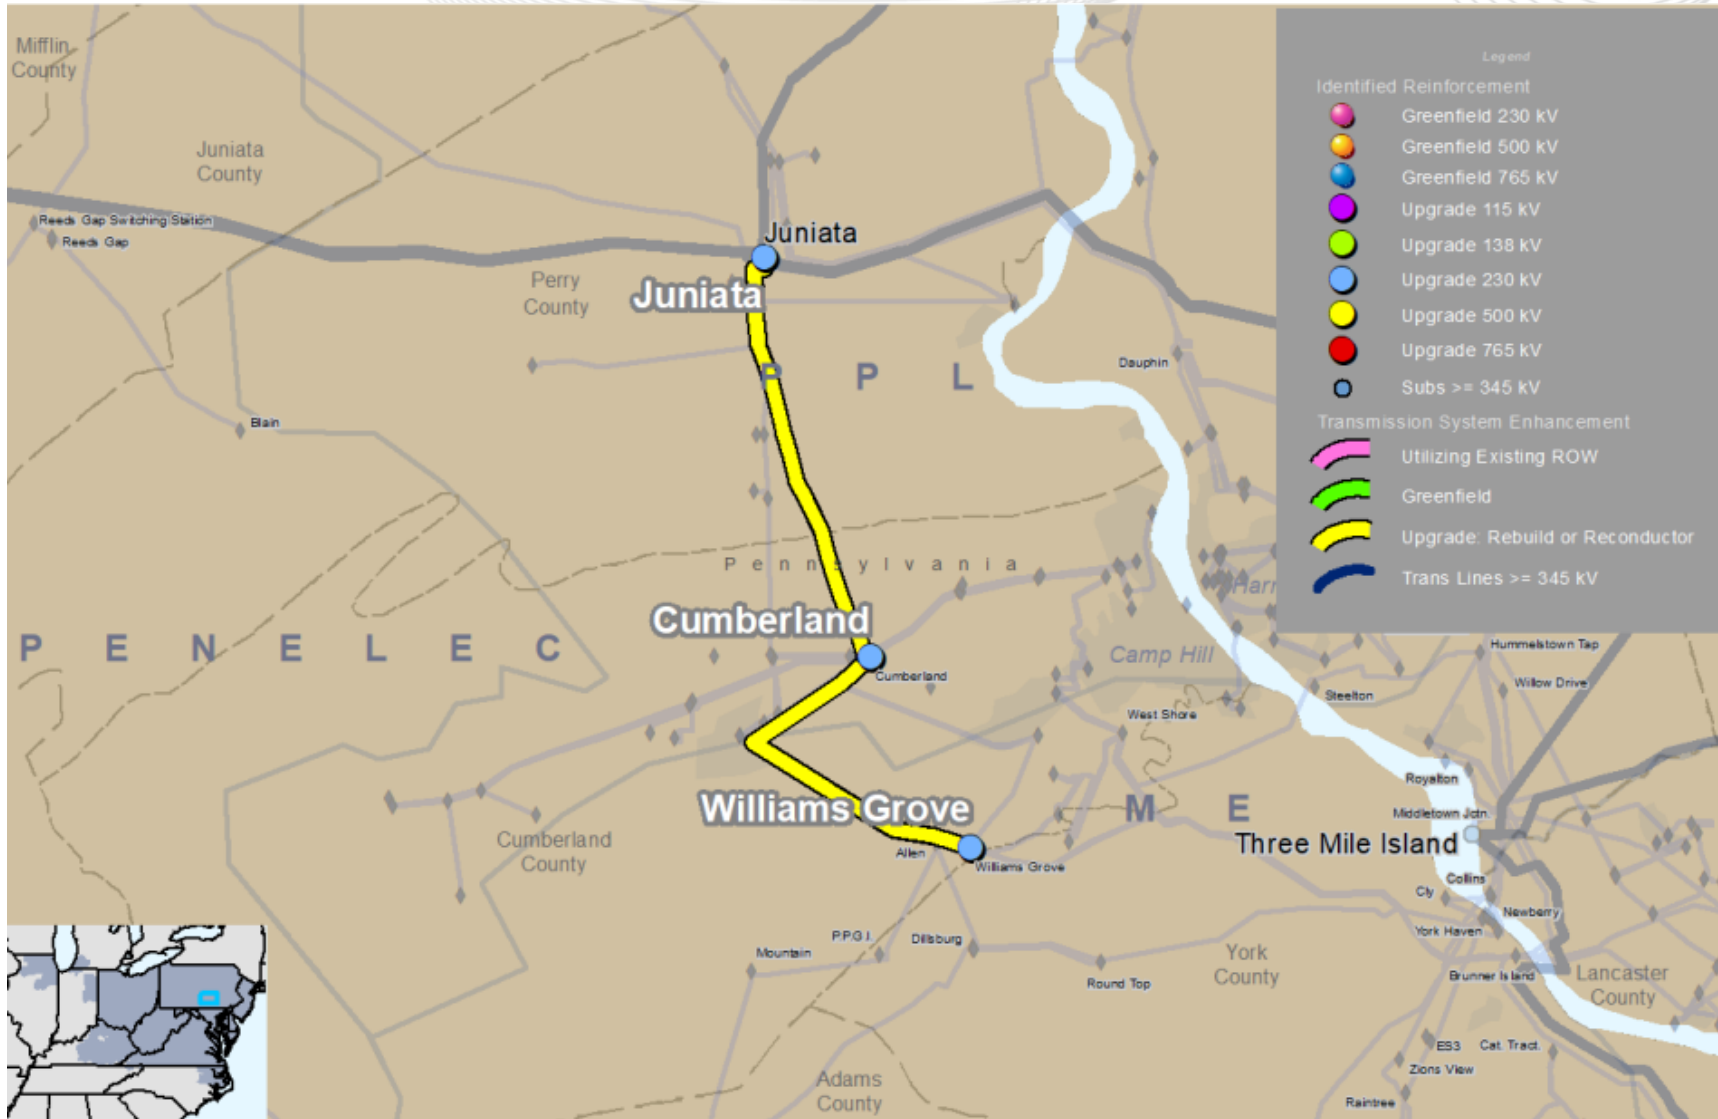 Mifflin
County
Juniata
County
Reeds Gap Switching Station
Reeds Gap
Juniata
Juniata
Perry
County
P P L
Dauphin
Blain
Pennsylvania
Cumberland
Cumberland
PENELEC
Camp Hill
Hummelstown Tap
Willow Drive
Steelton
West Shore
Royalton
Middletown Jctn.
Williams Grove
M E
Three Mile Island
Allen
Williams Grove
Cumberland
County
Collins
Cly
Newberry
York Haven
P.P.G.I.
Dillsburg
Mountain
Round Top
York
County
Brunner Island
Lancaster
County
ES3
Cat. Tract.
Zions View
Adams
County
Raintree
Legend
Identified Reinforcement
Greenfield 230 kV
Greenfield 500 kV
Greenfield 765 kV
Upgrade 115 kV
Upgrade 138 kV
Upgrade 230 kV
Upgrade 500 kV
Upgrade 765 kV
Subs >= 345 kV
Transmission System Enhancement
Utilizing Existing ROW
Greenfield
Upgrade: Rebuild or Reconductor
Trans Lines >= 345 kV